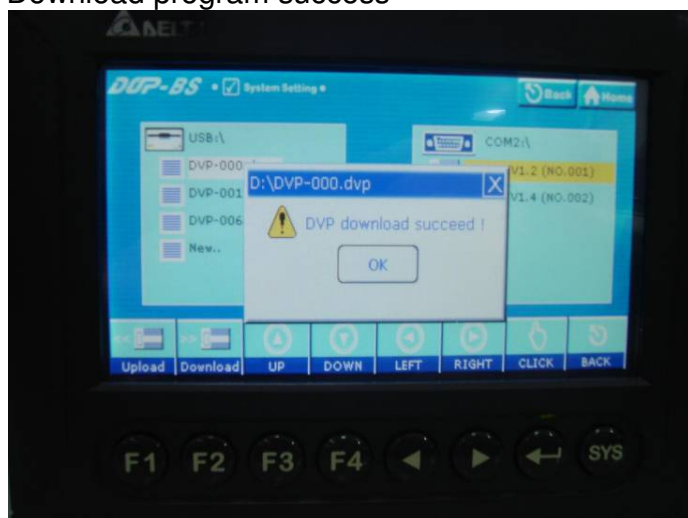 Download program success
DELTA
DOP-BS
System Setting
Back
Home
USB:\
COM2:\
DVP-000
V1.2 (NO.001)
DVP-001
V1.4 (NO.002)
DVP-006
New..
D:\DVP-000.dvp
X
DVP download succeed !
OK
<<
>>
Upload
Download
UP
DOWN
LEFT
RIGHT
CLICK
BACK
F1
F2
F3
F4
SYS